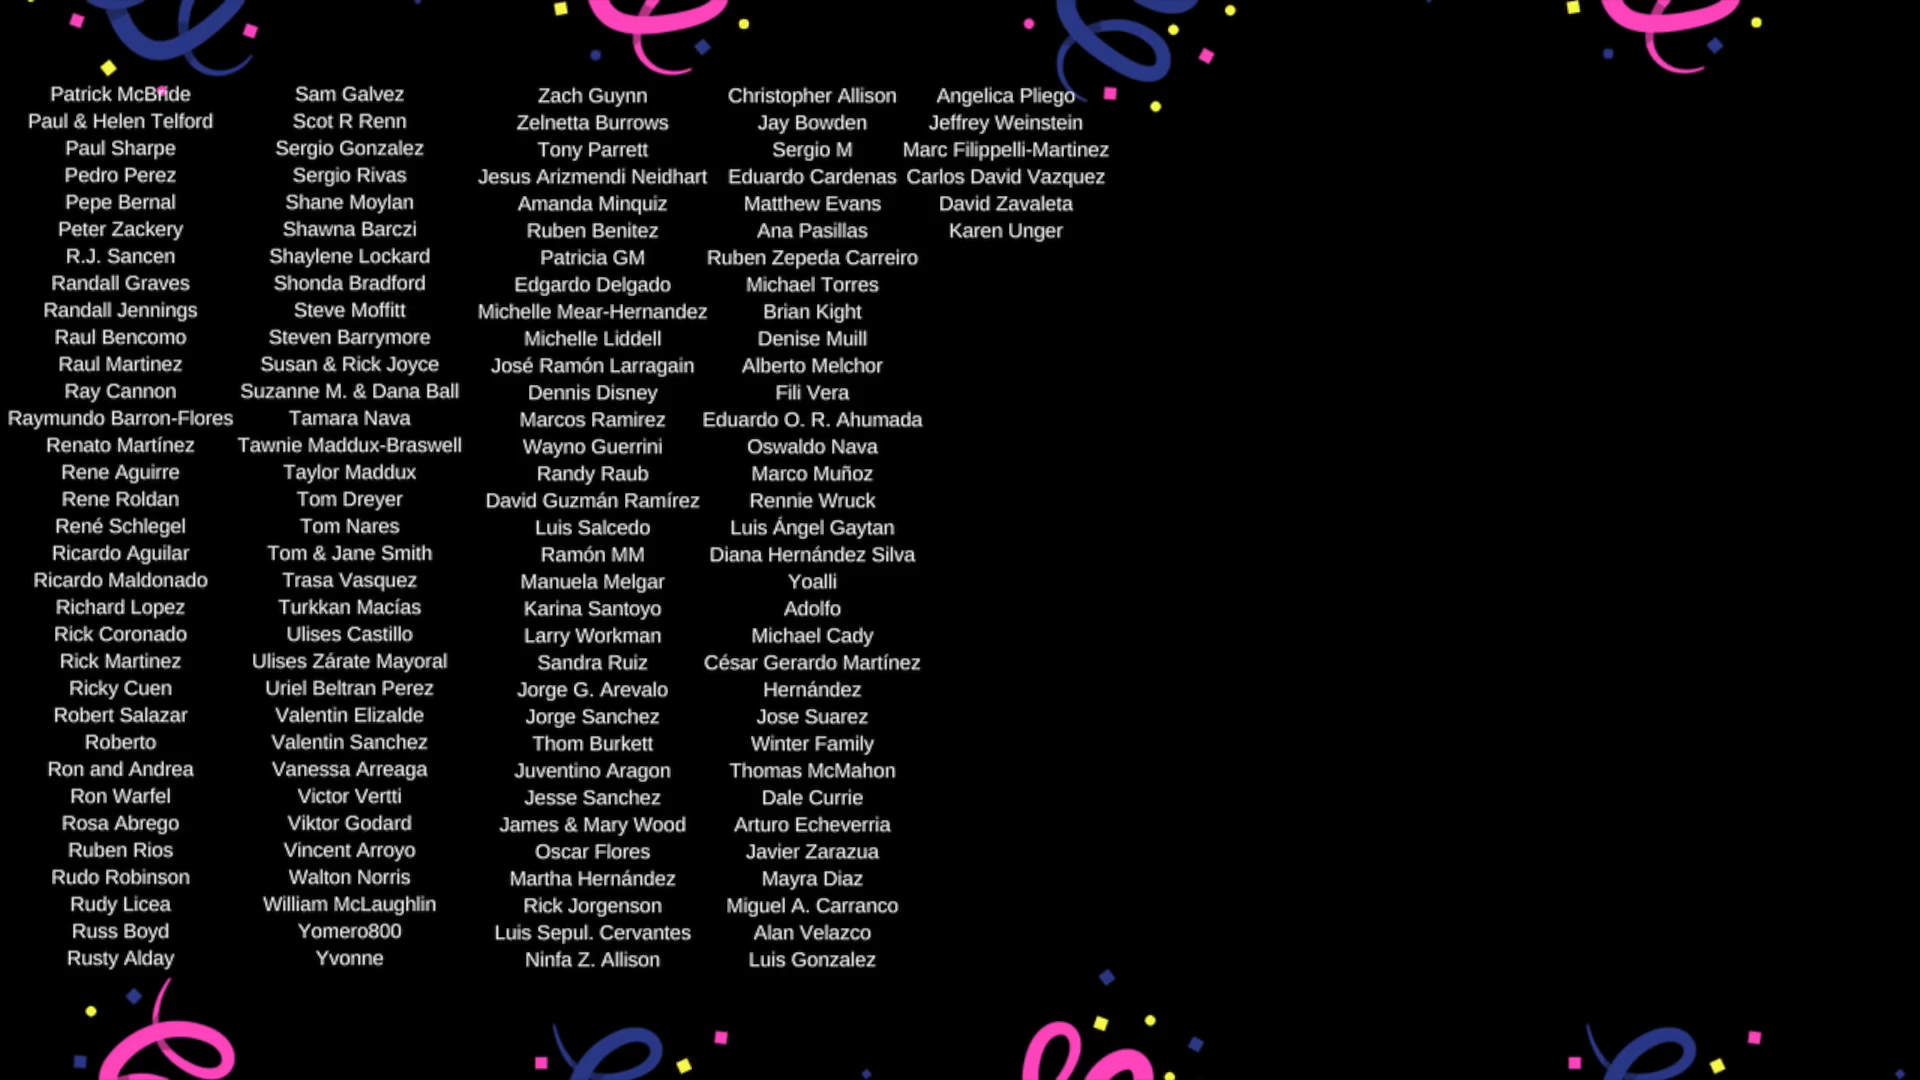 Patrick McBride
Paul & Helen Telford
Paul Sharpe
Pedro Perez
Pepe Bernal
Peter Zackery
R.J. Sancen
Randall Graves
Randall Jennings
Raul Bencomo
Raul Martinez
Ray Cannon
Raymundo Barron-Flores
Renato Martínez
Rene Aguirre
Rene Roldan
René Schlegel
Ricardo Aguilar
Ricardo Maldonado
Richard Lopez
Rick Coronado
Rick Martinez
Ricky Cuen
Robert Salazar
Roberto
Ron and Andrea
Ron Warfel
Rosa Abrego
Ruben Rios
Rudo Robinson
Rudy Licea
Russ Boyd
Rusty Alday
Sam Galvez
Scot R Renn
Sergio Gonzalez
Sergio Rivas
Shane Moylan
Shawna Barczi
Shaylene Lockard
Shonda Bradford
Steve Moffitt
Steven Barrymore
Susan & Rick Joyce
Suzanne M. & Dana Ball
Tamara Nava
Tawnie Maddux-Braswell
Taylor Maddux
Tom Dreyer
Tom Nares
Tom & Jane Smith
Trasa Vasquez
Turkkan Macías
Ulises Castillo
Ulises Zárate Mayoral
Uriel Beltran Perez
Valentin Elizalde
Valentin Sanchez
Vanessa Arreaga
Victor Vertti
Viktor Godard
Vincent Arroyo
Walton Norris
William McLaughlin
Yomero800
Yvonne
Zach Guynn
Zelnetta Burrows
Tony Parrett
Jesus Arizmendi Neidhart
Amanda Minquiz
Ruben Benitez
Patricia GM
Edgardo Delgado
Michelle Mear-Hernandez
Michelle Liddell
José Ramón Larragain
Dennis Disney
Marcos Ramirez
Wayno Guerrini
Randy Raub
David Guzmán Ramírez
Luis Salcedo
Ramón MM
Manuela Melgar
Karina Santoyo
Larry Workman
Sandra Ruiz
Jorge G. Arevalo
Jorge Sanchez
Thom Burkett
Juventino Aragon
Jesse Sanchez
James & Mary Wood
Oscar Flores
Martha Hernández
Rick Jorgenson
Luis Sepul. Cervantes
Ninfa Z. Allison
Christopher Allison
Jay Bowden
Sergio M
Eduardo Cardenas
Matthew Evans
Ana Pasillas
Ruben Zepeda Carreiro
Michael Torres
Brian Kight
Denise Muill
Alberto Melchor
Fili Vera
Eduardo O. R. Ahumada
Oswaldo Nava
Marco Muñoz
Rennie Wruck
Luis Ángel Gaytan
Diana Hernández Silva
Yoalli
Adolfo
Michael Cady
César Gerardo Martínez
Hernández
Jose Suarez
Winter Family
Thomas McMahon
Dale Currie
Arturo Echeverria
Javier Zarazua
Mayra Diaz
Miguel A. Carranco
Alan Velazco
Luis Gonzalez
Angelica Pliego
Jeffrey Weinstein
Marc Filippelli-Martinez
Carlos David Vazquez
David Zavaleta
Karen Unger